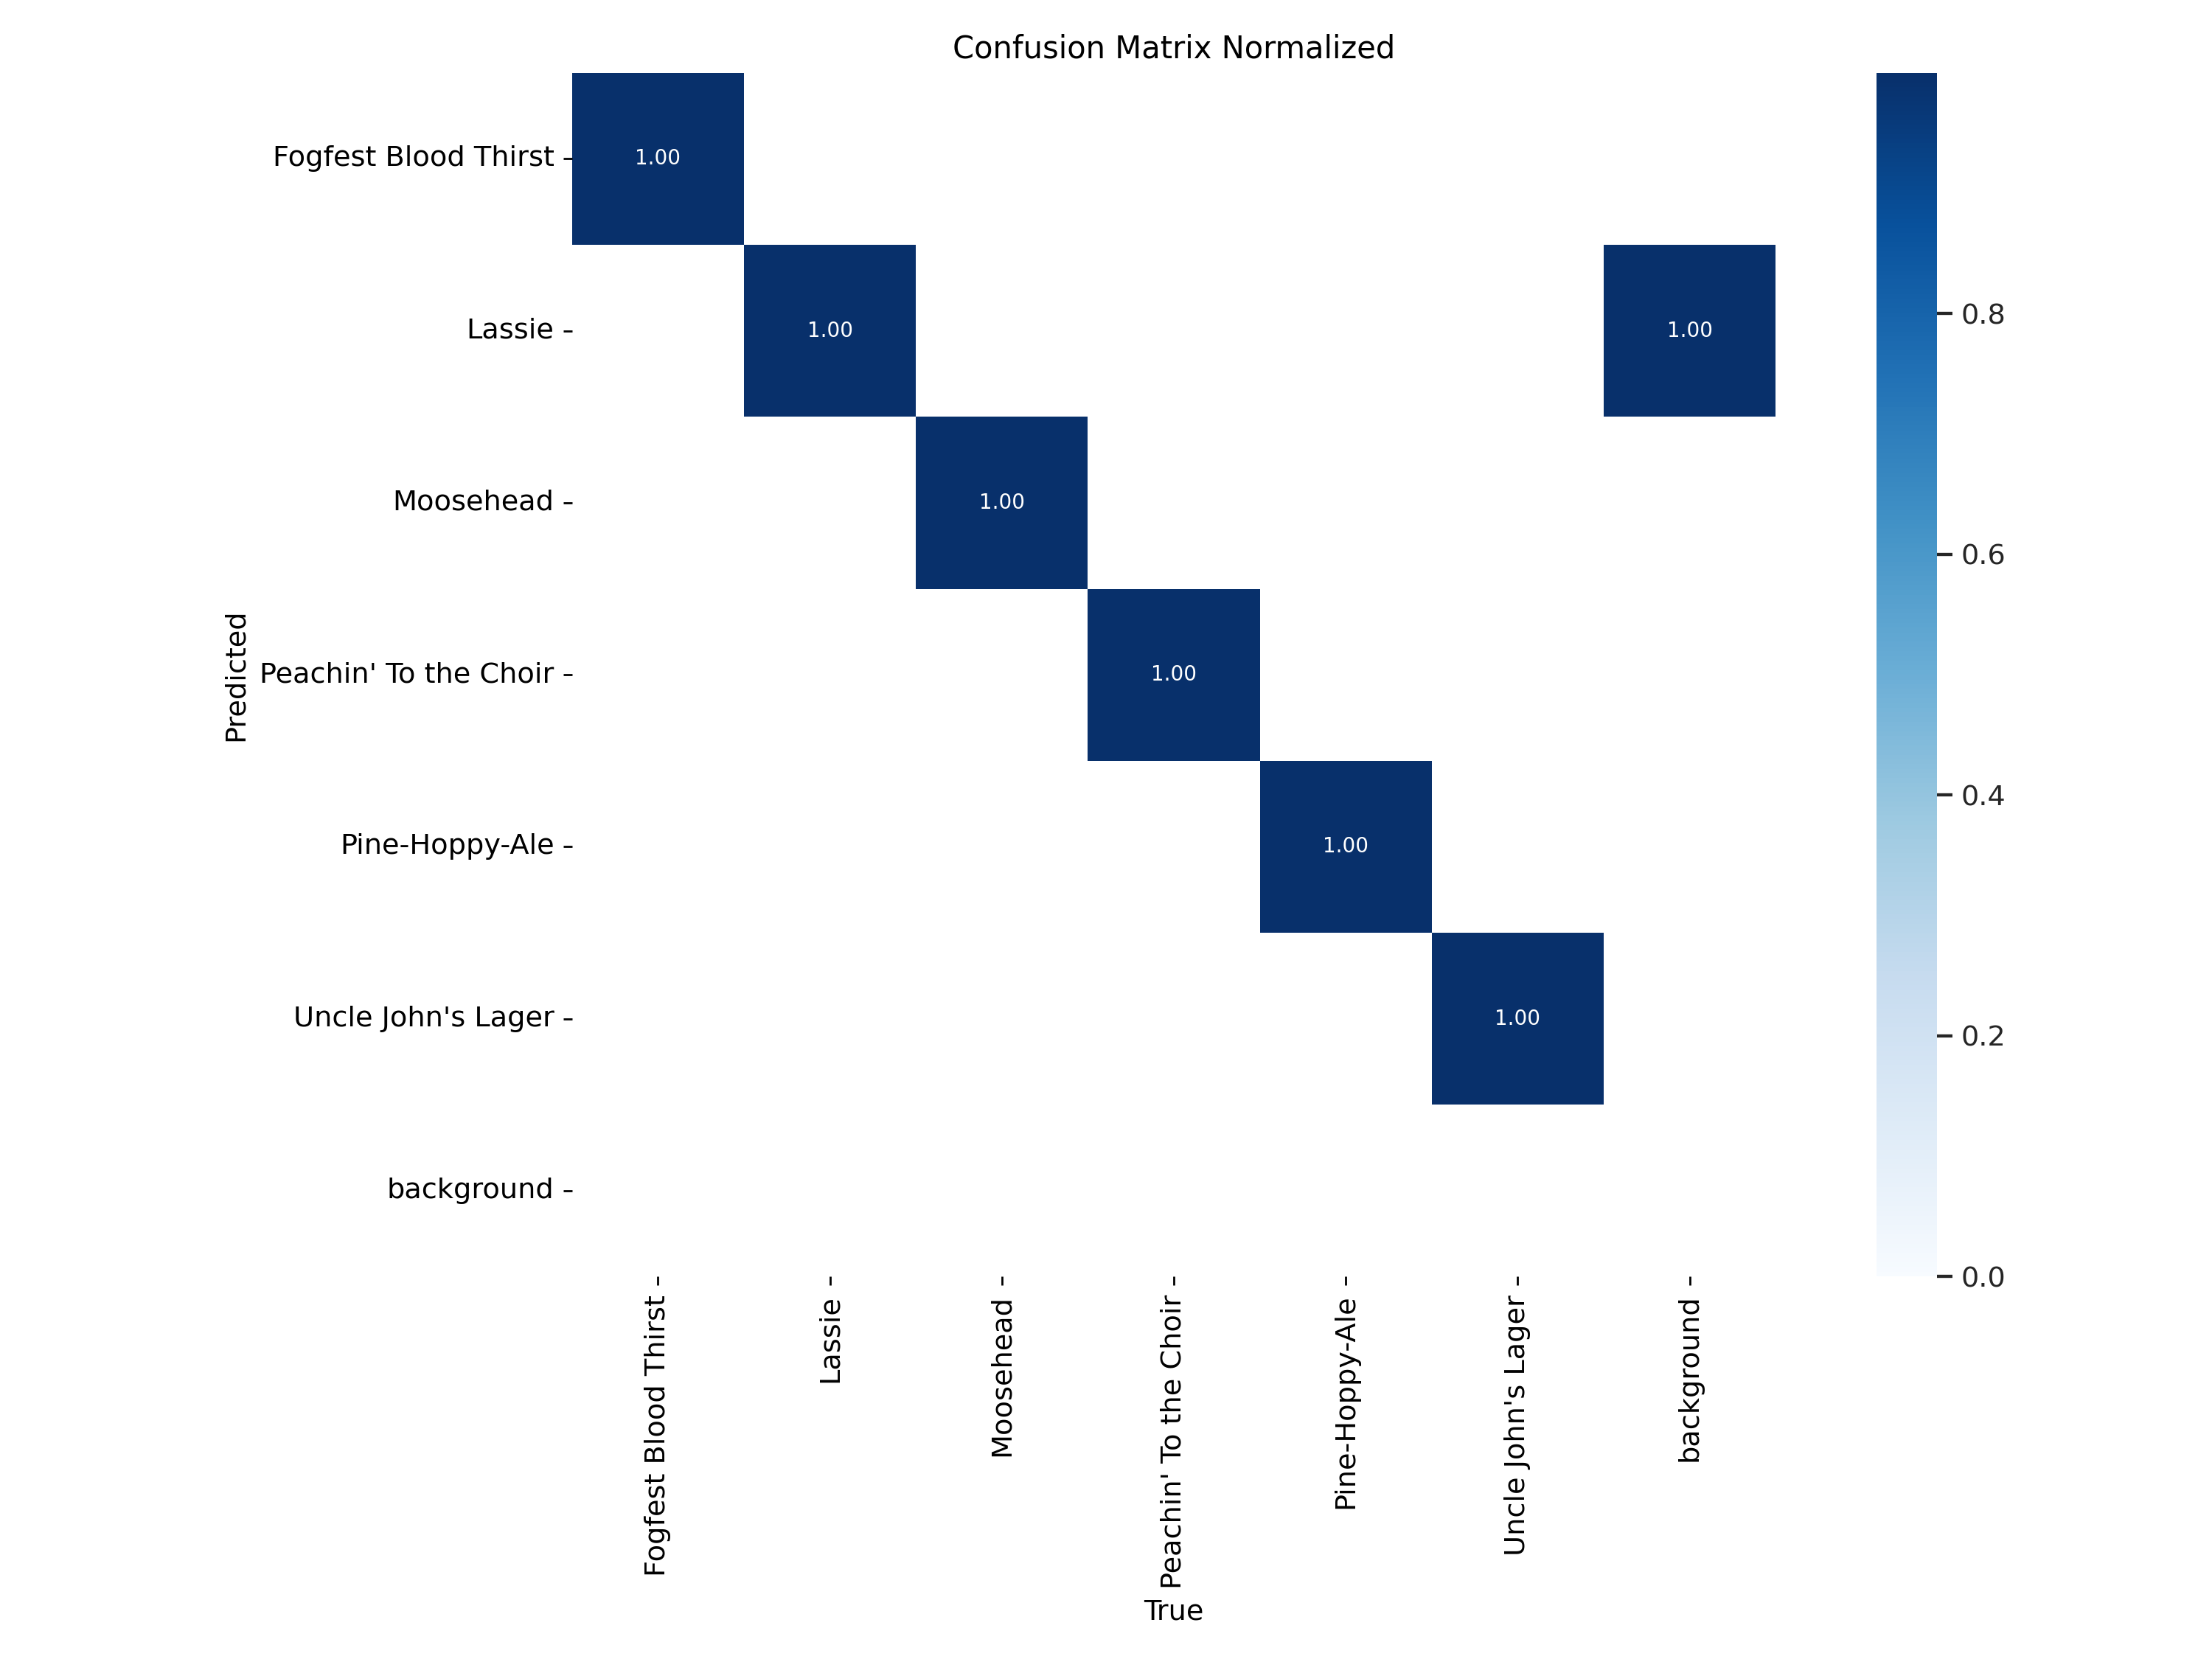 Confusion Matrix Normalized
Fogfest Blood Thirst
1.00
Lassie
1.00
1.00
0.8
Moosehead
1.00
0.6
Predicted
Peachin' To the Choir
1.00
0.4
Pine-Hoppy-Ale
1.00
Uncle John's Lager
1.00
0.2
background
0.0
Fogfest Blood Thirst
Lassie
Moosehead
Peachin' To the Choir
Pine-Hoppy-Ale
Uncle John's Lager
background
True